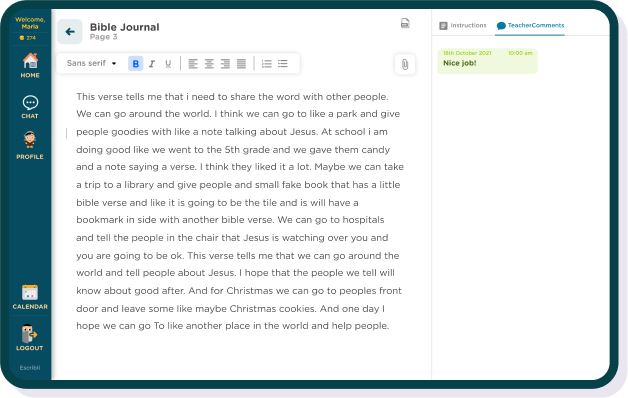 Welcome,
Maria
274
HOME
CHAT
PROFILE
CALENDAR
LOGOUT
Escribli
Bible Journal
Page 3
Sans serif
B I U
This verse tells me that i need to share the word with other people.
We can go around the world. I think we can go to like a park and give
people goodies with like a note talking about Jesus. At school i am
doing good like we went to the 5th grade and we gave them candy
and a note saying a verse. I think they liked it a lot. Maybe we can take
a trip to a library and give people and small fake book that has a little
bible verse and like it is going to be the tile and is will have a
bookmark in side with another bible verse. We can go to hospitals
and tell the people in the chair that Jesus is watching over you and
you are going to be ok. This verse tells me that we can go around the
world and tell people about Jesus. I hope that the people we tell will
know about good after. And for Christmas we can go to peoples front
door and leave some like maybe Christmas cookies. And one day I
hope we can go To like another place in the world and help people.
Instructions
TeacherComments
18th October 2021 10:00 am
Nice job!